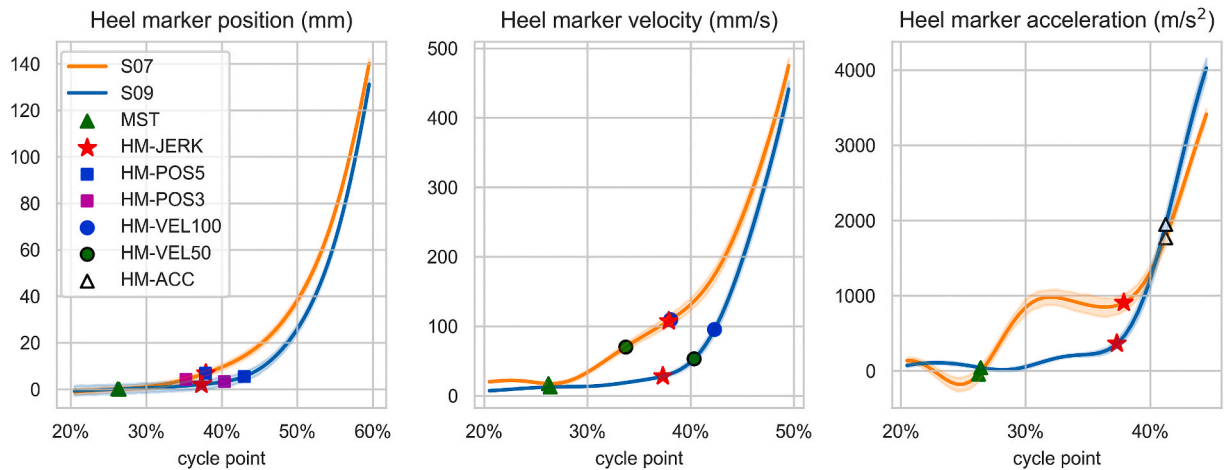 Heel marker position (mm)
140
120
100
80
60
40
20
0
20%
30%
40%
50%
60%
cycle point
S07
S09
MST
HM-JERK
HM-POS5
HM-POS3
HM-VEL100
HM-VEL50
HM-ACC
Heel marker velocity (mm/s)
500
400
300
200
100
0
20%
30%
40%
50%
cycle point
Heel marker acceleration (m/s²)
4000
3000
2000
1000
0
20%
30%
40%
cycle point